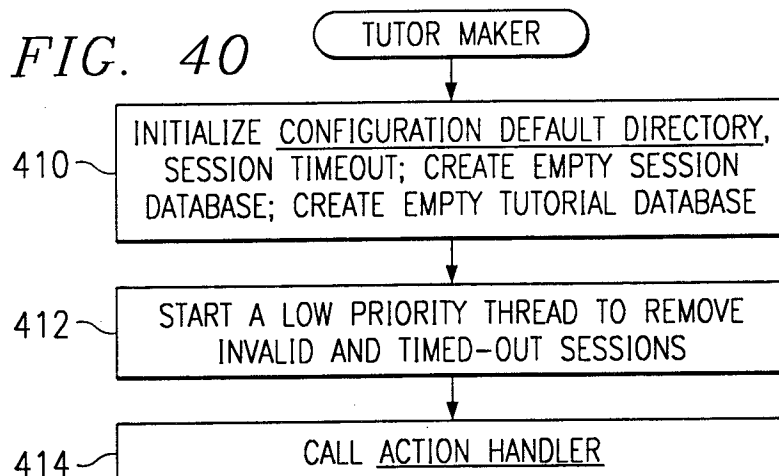 FIG. 40
TUTOR MAKER
410
INITIALIZE CONFIGURATION DEFAULT DIRECTORY,
SESSION TIMEOUT; CREATE EMPTY SESSION
DATABASE; CREATE EMPTY TUTORIAL DATABASE
412
START A LOW PRIORITY THREAD TO REMOVE
INVALID AND TIMED-OUT SESSIONS
414
CALL ACTION HANDLER